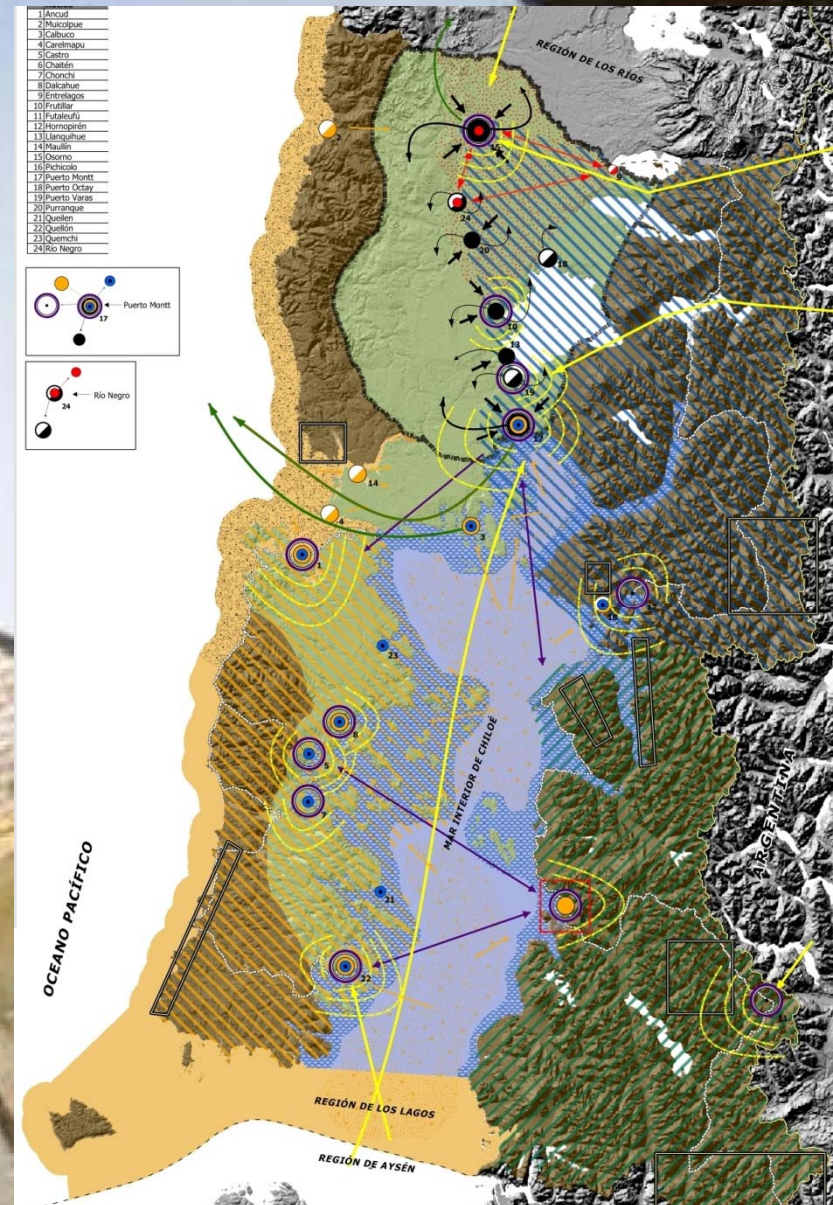 1 Ancud
2 Muicolpue
3 Calbuco
4 Carelmapu
5 Castro
6 Chaitén
7 Chonchi
8 Dalcahue
9 Entrelagos
10 Frutillar
11 Futaleufú
12 Hornopirén
13 Llanquihue
14 Maullín
15 Osorno
16 Pichicolo
17 Puerto Montt
18 Puerto Octay
19 Puerto Varas
20 Purranque
21 Queilen
22 Quellón
23 Quemchi
24 Río Negro
Puerto Montt
17
Río Negro
24
REGIÓN DE LOS RÍOS
2
15
9
24
20
18
10
13
19
17
14
4
3
1
23
8
5
7
MAR INTERIOR DE CHILOÉ
ARGENTINA
OCEANO PACÍFICO
21
22
REGIÓN DE LOS LAGOS
REGIÓN DE AYSÉN